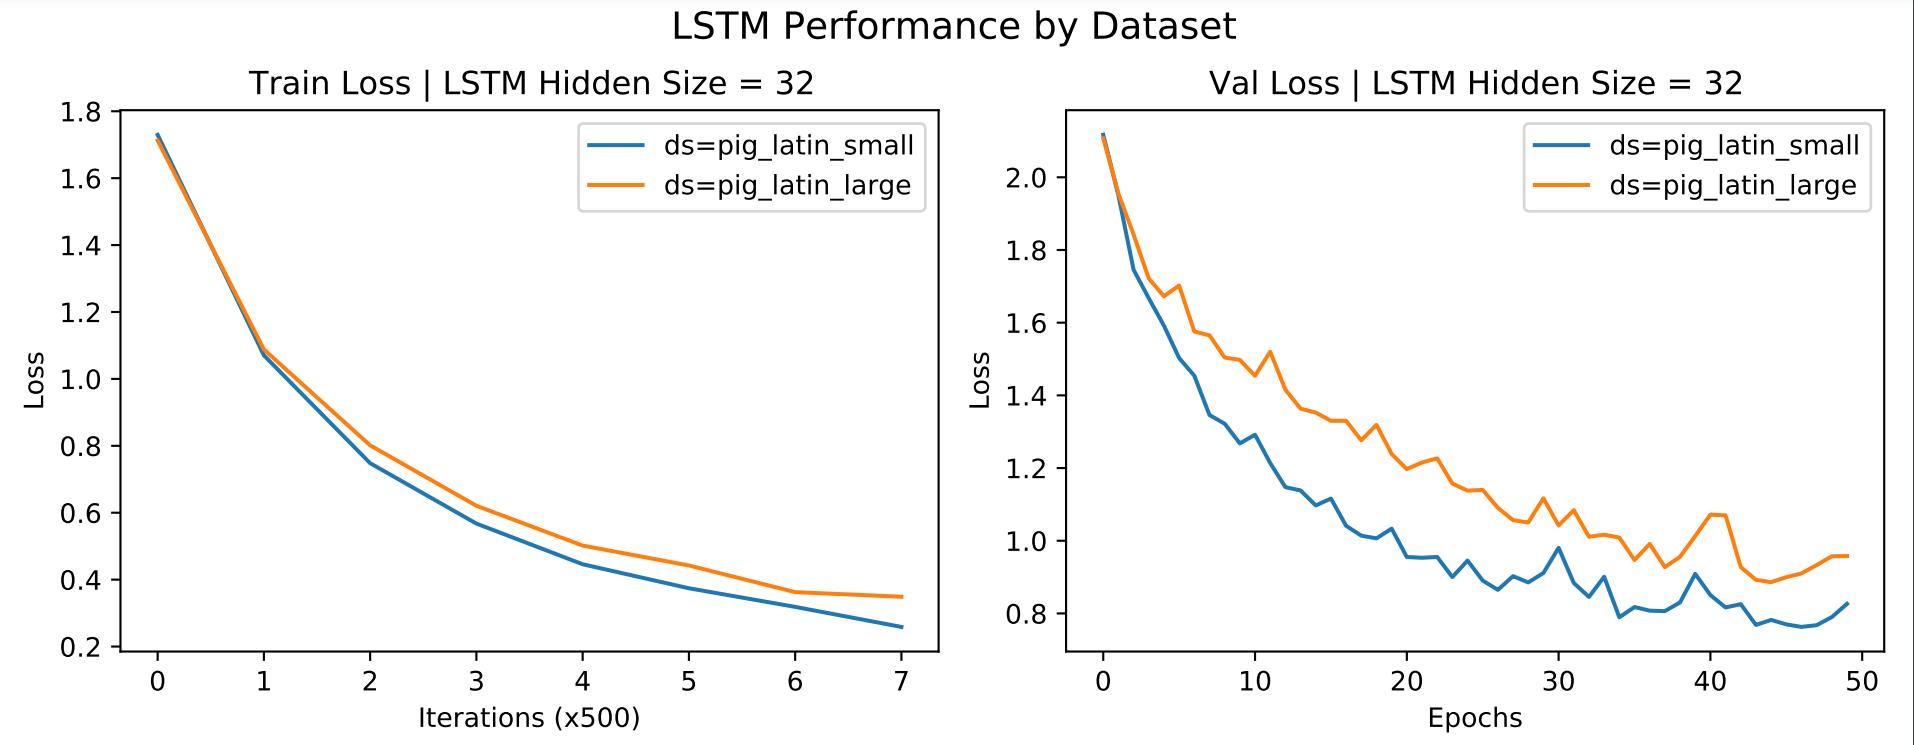 LSTM Performance by Dataset
Train Loss | LSTM Hidden Size = 32
1.8
1.6
1.4
1.2
1.0
0.8
0.6
0.4
0.2
Loss
ds=pig_latin_small
ds=pig_latin_large
0 1 2 3 4 5 6 7
Iterations (x500)
Val Loss | LSTM Hidden Size = 32
2.0
1.8
1.6
1.4
1.2
1.0
0.8
Loss
ds=pig_latin_small
ds=pig_latin_large
0 10 20 30 40 50
Epochs